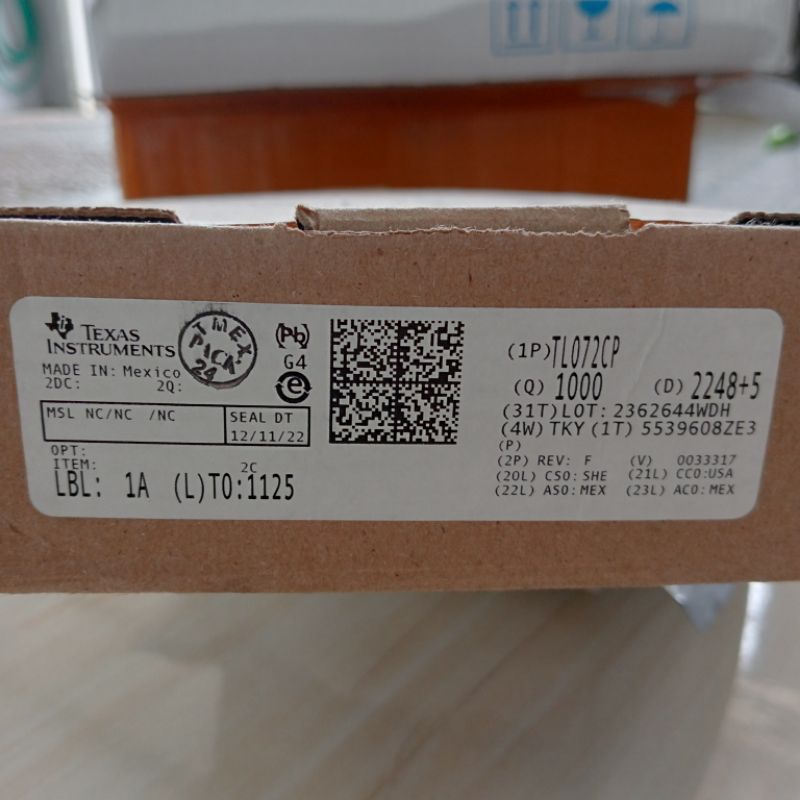 TEXAS
INSTRUMENTS
MADE IN: Mexico
2DC: 2Q:
TMEX
PACK
24
Pb
G4
e
MSL NC/NC /NC
SEAL DT
12/11/22
OPT:
ITEM:
2C
LBL: 1A (L)TO:1125
(1P)TL072CP
(Q) 1000 (D) 2248+5
(31T)LOT: 2362644WDH
(4W) TKY (1T) 5539608ZE3
(P)
(2P) REV: F (V) 0033317
(20L) CSO: SHE (21L) CCO:USA
(22L) ASO: MEX (23L) ACO: MEX